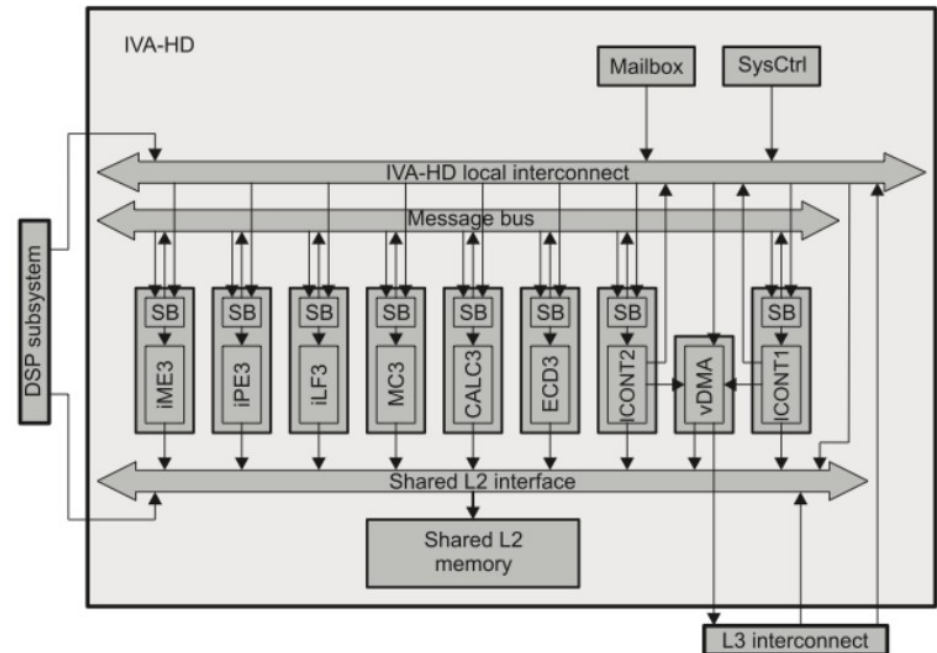 IVA-HD
Mailbox
SysCtrl
IVA-HD local interconnect
Message bus
DSP subsystem
SB
SB
SB
SB
SB
SB
SB
SB
iME3
iPE3
iLF3
MC3
CALC3
ECD3
ICONT2
vDMA
ICONT1
Shared L2 interface
Shared L2
memory
L3 interconnect